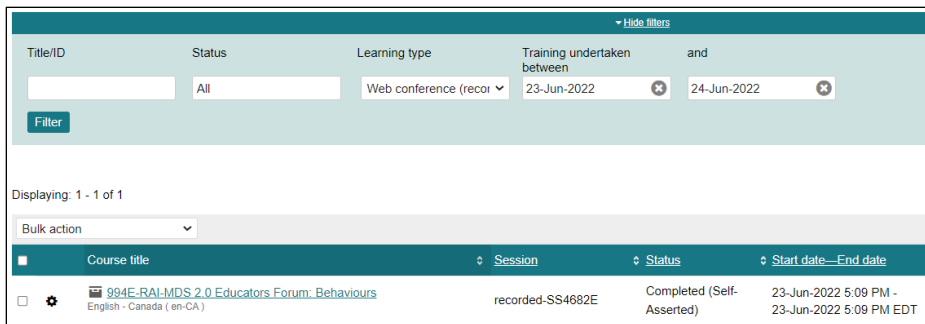 Hide filters
Title/ID
Status
Learning type
Training undertaken between
and
All
Web conference (recor
23-Jun-2022
24-Jun-2022
Filter
Displaying: 1 - 1 of 1
Bulk action
Course title
Session
Status
Start date—End date
994E-RAI-MDS 2.0 Educators Forum: Behaviours
English - Canada ( en-CA )
recorded-SS4682E
Completed (Self-
Asserted)
23-Jun-2022 5:09 PM -
23-Jun-2022 5:09 PM EDT